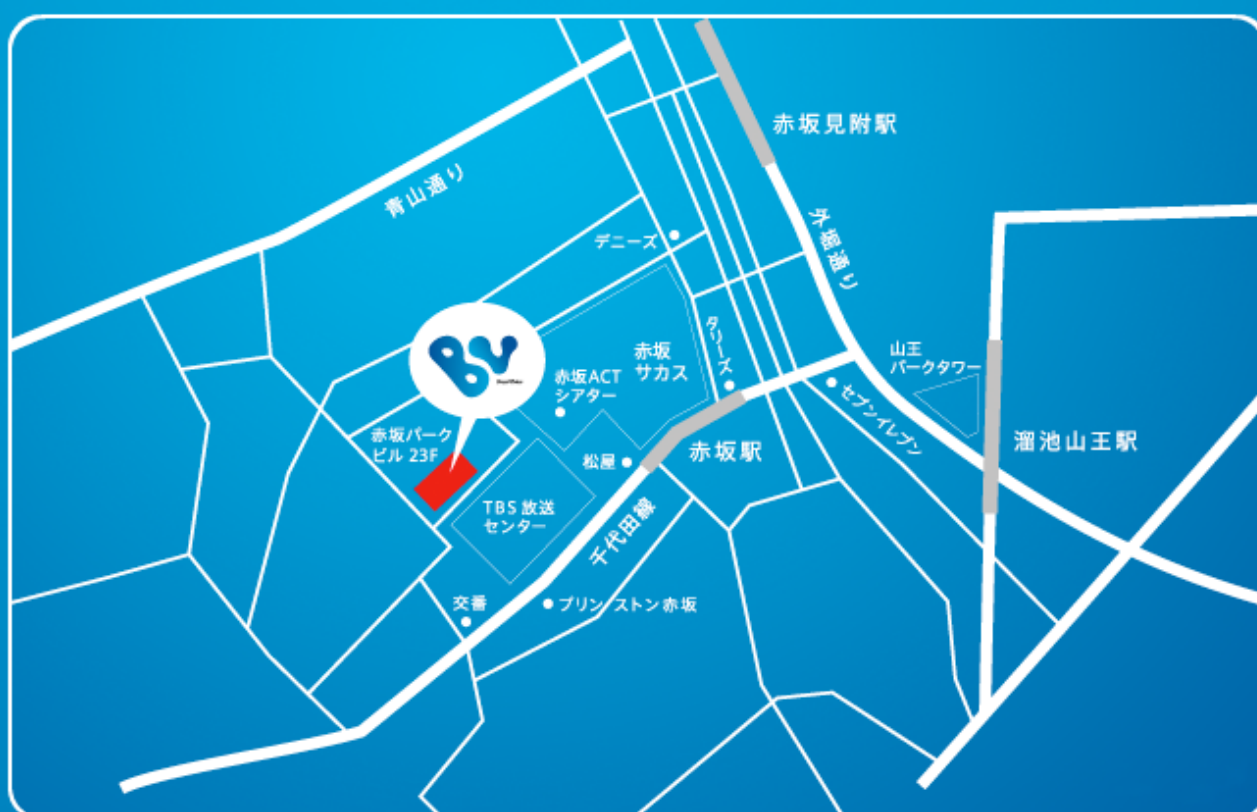 赤坂見附駅
青山通り
外堀通り
デニーズ
タリーズ
赤坂
サカス
山王
パークタワー
赤坂ACT
シアター
セブンイレブン
赤坂パーク
ビル 23F
松屋
赤坂駅
溜池山王駅
TBS 放送
センター
千代田線
交番
プリンストン赤坂